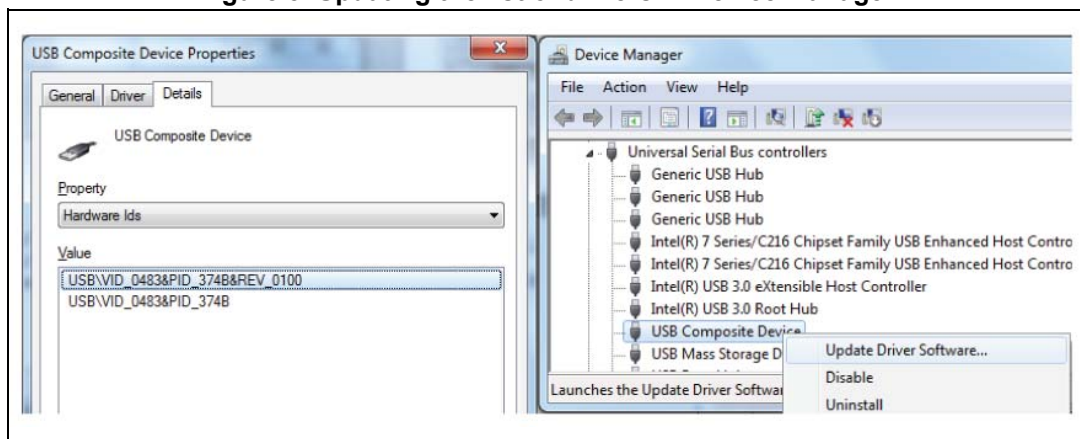 USB Composite Device Properties
General Driver Details
USB Composite Device
Property
Hardware Ids
Value
USB\VID_0483&PID_374B&REV_0100
USB\VID_0483&PID_374B
Device Manager
File Action View Help
Universal Serial Bus controllers
Generic USB Hub
Generic USB Hub
Generic USB Hub
Intel(R) 7 Series/C216 Chipset Family USB Enhanced Host Contro
Intel(R) 7 Series/C216 Chipset Family USB Enhanced Host Contro
Intel(R) USB 3.0 eXtensible Host Controller
Intel(R) USB 3.0 Root Hub
USB Composite Device
USB Mass Storage D
Launches the Update Driver Softwar
Update Driver Software...
Disable
Uninstall